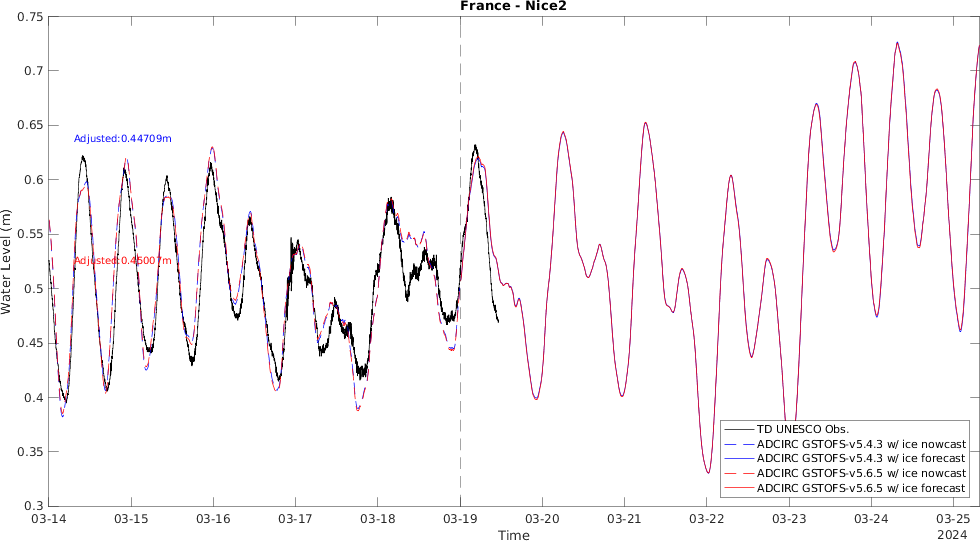 France - Nice2
0.75
0.7
0.65
0.6
0.55
0.5
0.45
0.4
0.35
0.3
Water Level (m)
Adjusted:0.44709m
Adjusted:0.45007m
TD UNESCO Obs.
ADCIRC GSTOFS-v5.4.3 w/ ice nowcast
ADCIRC GSTOFS-v5.4.3 w/ ice forecast
ADCIRC GSTOFS-v5.6.5 w/ ice nowcast
ADCIRC GSTOFS-v5.6.5 w/ ice forecast
03-14 03-15 03-16 03-17 03-18 03-19 03-20 03-21 03-22 03-23 03-24 03-25
Time
2024